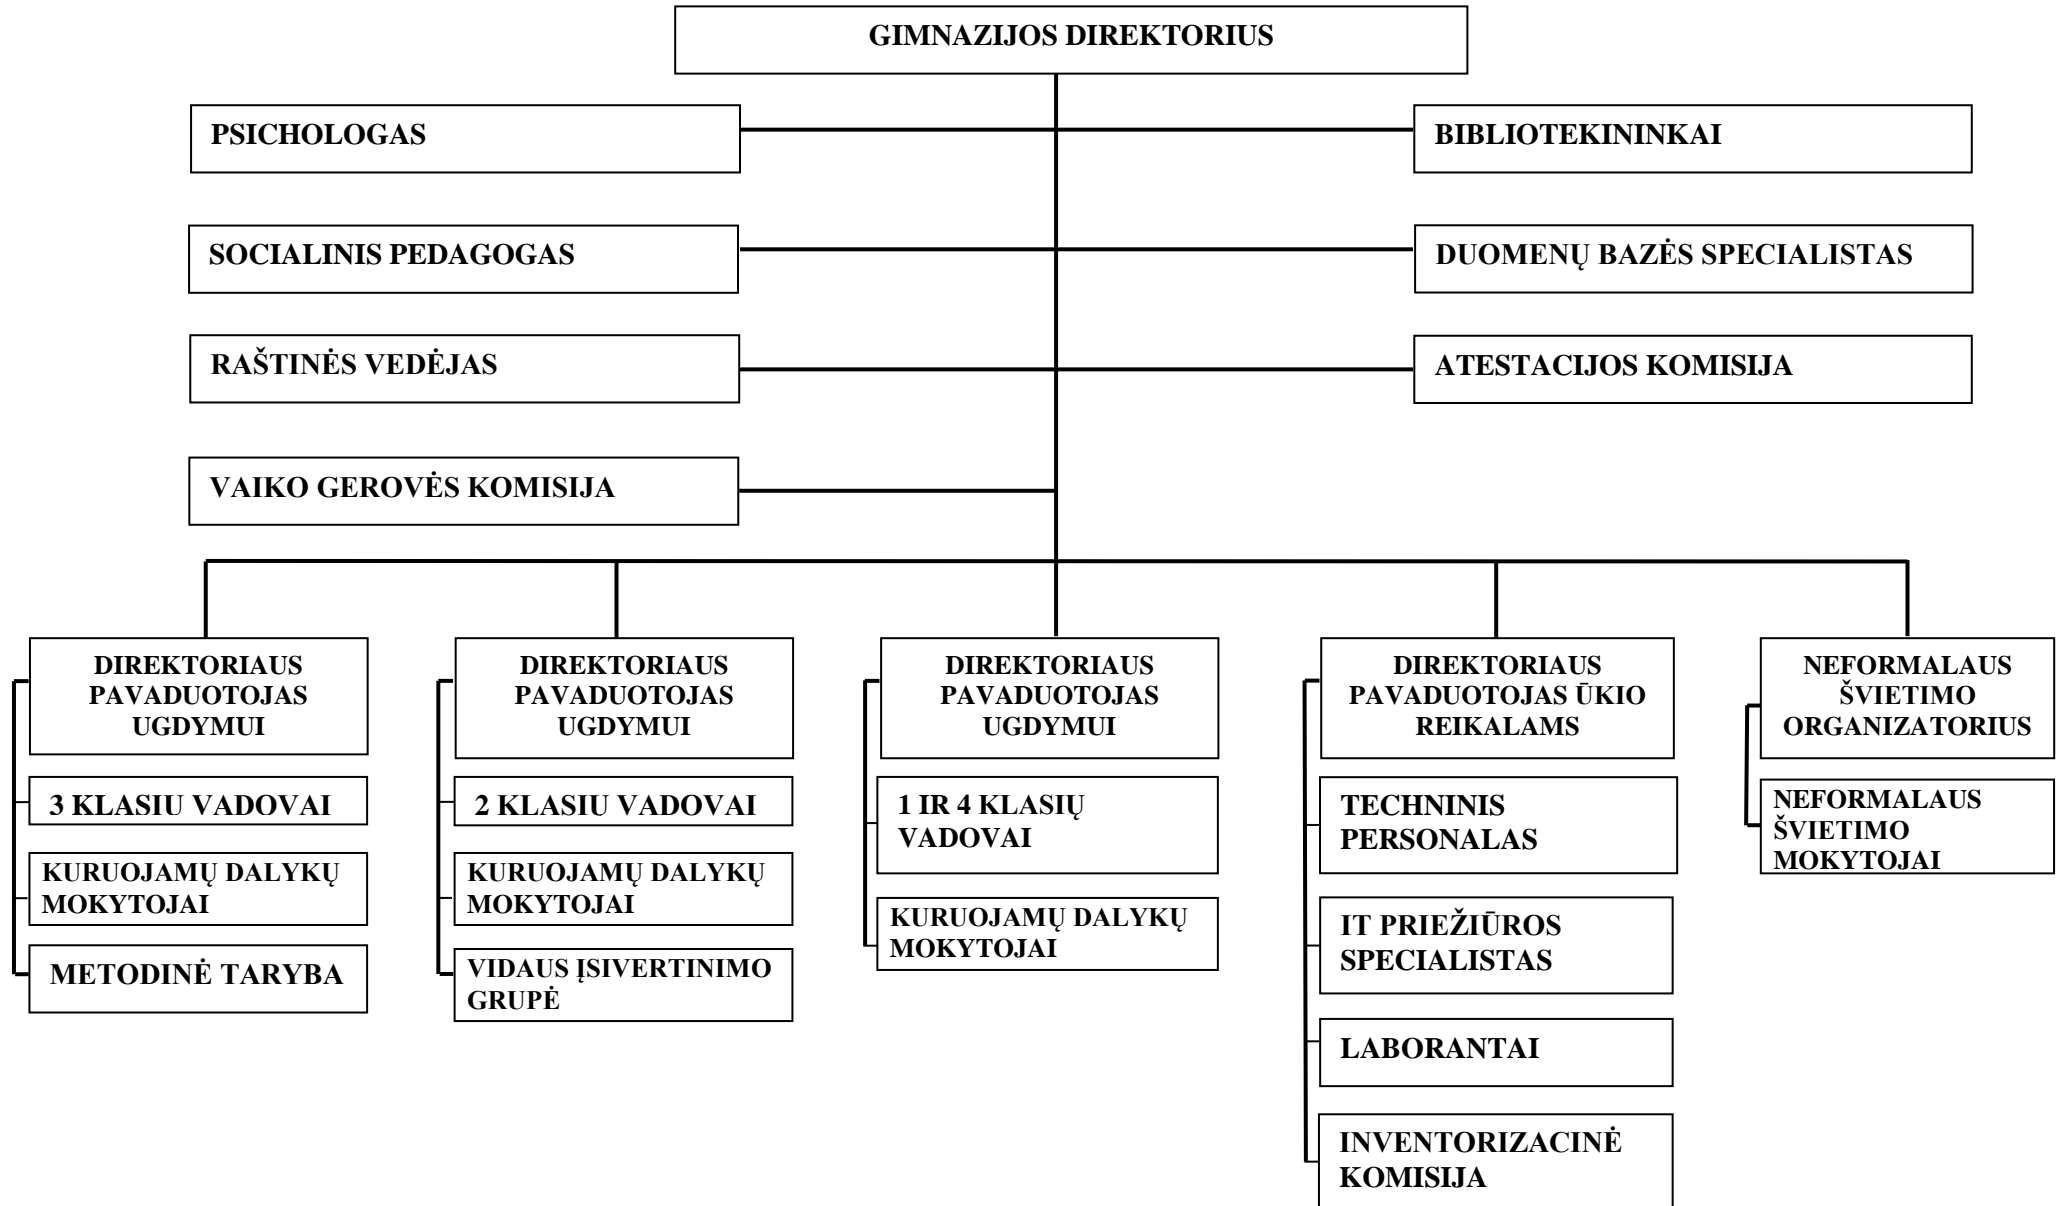 GIMNAZIJOS DIREKTORIUS
PSICHOLOGAS
BIBLIOTEKININKAI
SOCIALINIS PEDAGOGAS
DUOMENŲ BAZĖS SPECIALISTAS
RAŠTINĖS VEDĖJAS
ATESTACIJOS KOMISIJA
VAIKO GEROVĖS KOMISIJA
DIREKTORIAUS
PAVADUOTOJAS
UGDYMUI
3 KLASIU VADOVAI
KURUOJAMŲ DALYKŲ
MOKYTOJAI
METODINĖ TARYBA
DIREKTORIAUS
PAVADUOTOJAS
UGDYMUI
2 KLASIU VADOVAI
KURUOJAMŲ DALYKŲ
MOKYTOJAI
VIDAUS ĮSIVERTINIMO
GRUPĖ
DIREKTORIAUS
PAVADUOTOJAS
UGDYMUI
1 IR 4 KLASIŲ
VADOVAI
KURUOJAMŲ DALYKŲ
MOKYTOJAI
DIREKTORIAUS
PAVADUOTOJAS ŪKIO
REIKALAMS
TECHNINIS
PERSONALAS
IT PRIEŽIŪROS
SPECIALISTAS
LABORANTAI
INVENTORIZACINĖ
KOMISIJA
NEFORMALAUS
ŠVIETIMO
ORGANIZATORIUS
NEFORMALAUS
ŠVIETIMO
MOKYTOJAI